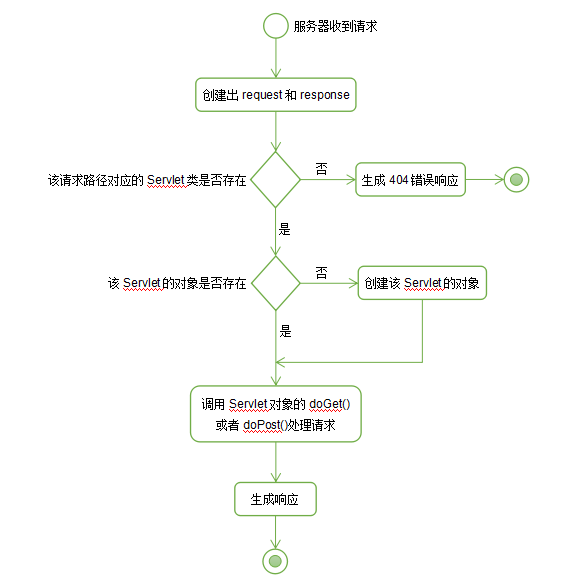 服务器收到请求
创建出 request 和 response
该请求路径对应的 Servlet 类是否存在
否
生成 404 错误响应
是
该 Servlet 的对象是否存在
否
创建该 Servlet 的对象
是
调用 Servlet 对象的 doGet()
或者 doPost()处理请求
生成响应